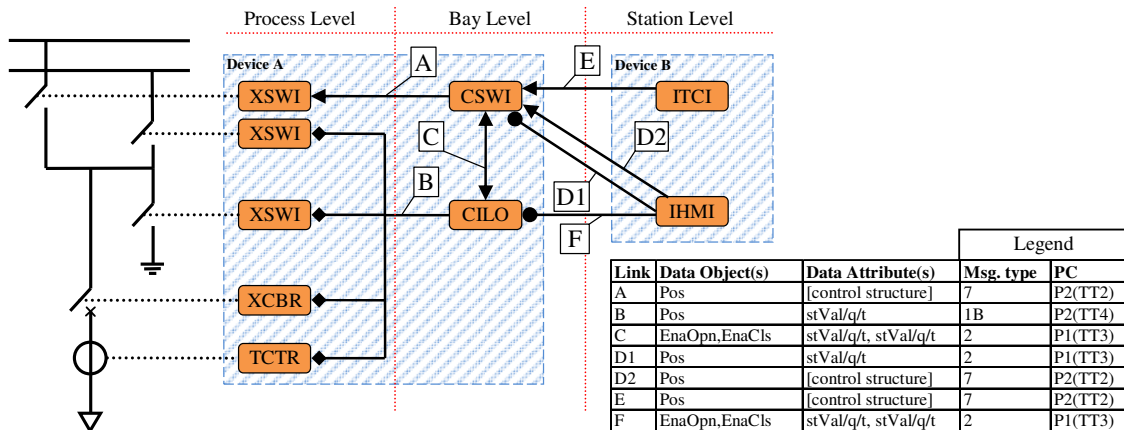 Process Level Bay Level Station Level
Device A
Device B
A
E
XSWI
CSWI
ITCI
XSWI
C
D2
B
D1
XSWI
CILO
IHMI
F
XCBR
TCTR
Legend
Link Data Object(s) Data Attribute(s) Msg. type PC
A Pos [control structure] 7 P2(TT2)
B Pos stVal/q/t 1B P2(TT4)
C EnaOpn,EnaCls stVal/q/t, stVal/q/t 2 P1(TT3)
D1 Pos stVal/q/t 2 P1(TT3)
D2 Pos [control structure] 7 P2(TT2)
E Pos [control structure] 7 P2(TT2)
F EnaOpn,EnaCls stVal/q/t, stVal/q/t 2 P1(TT3)